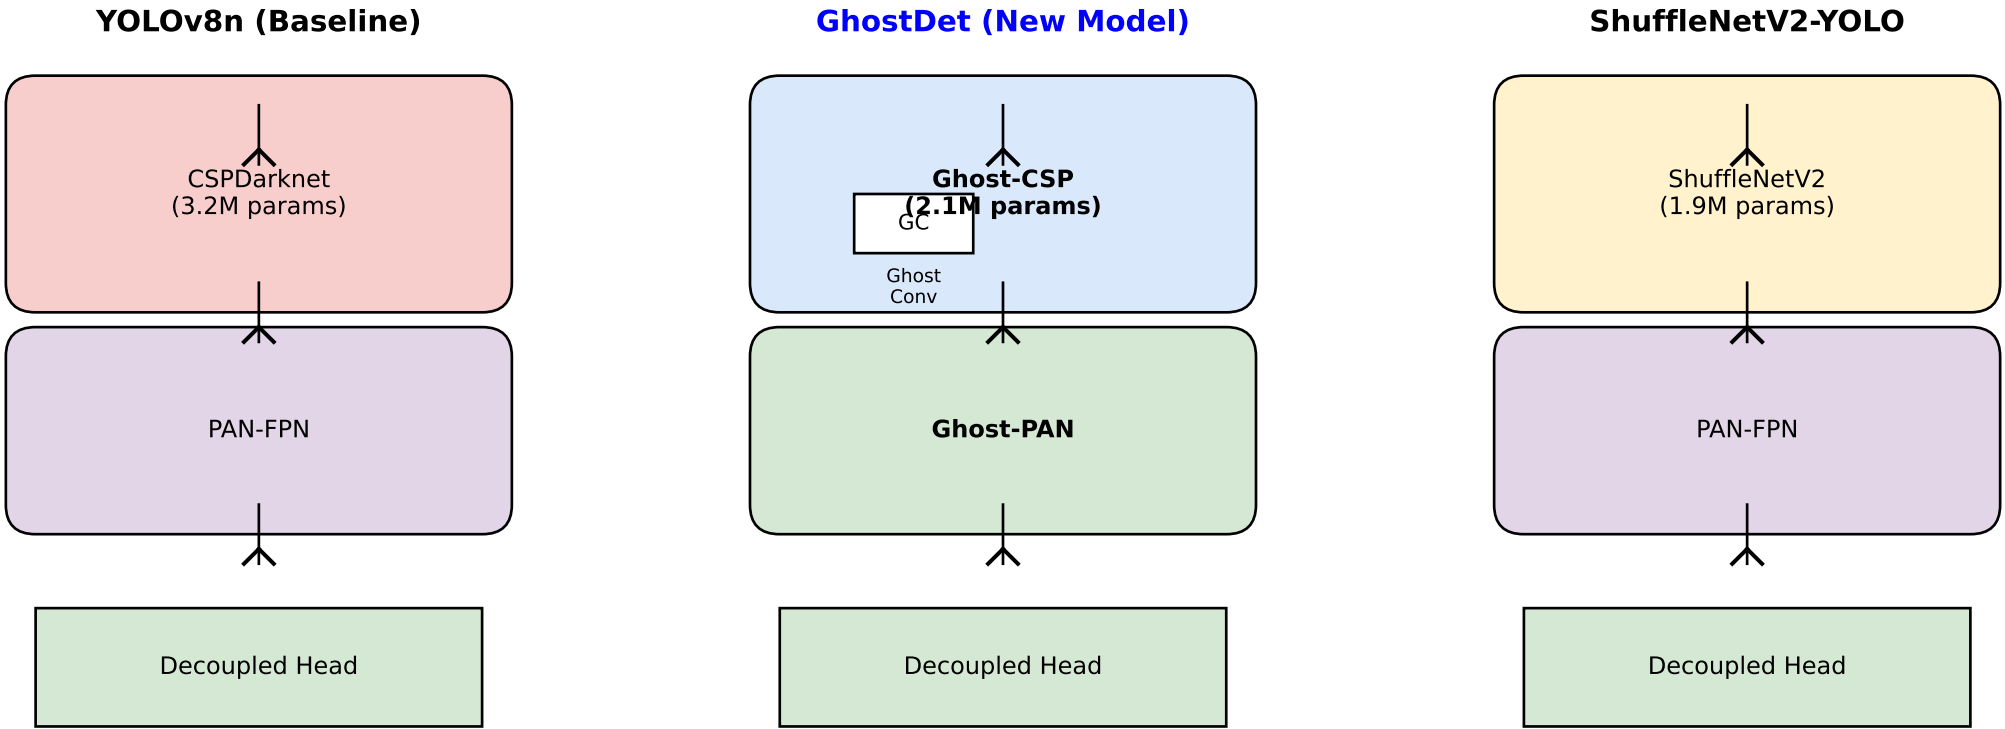 YOLOv8n (Baseline)
CSPDarknet
(3.2M params)
PAN-FPN
Decoupled Head
GhostDet (New Model)
Ghost-CSP
(2.1M params)
GC
Ghost
Conv
Ghost-PAN
Decoupled Head
ShuffleNetV2-YOLO
ShuffleNetV2
(1.9M params)
PAN-FPN
Decoupled Head